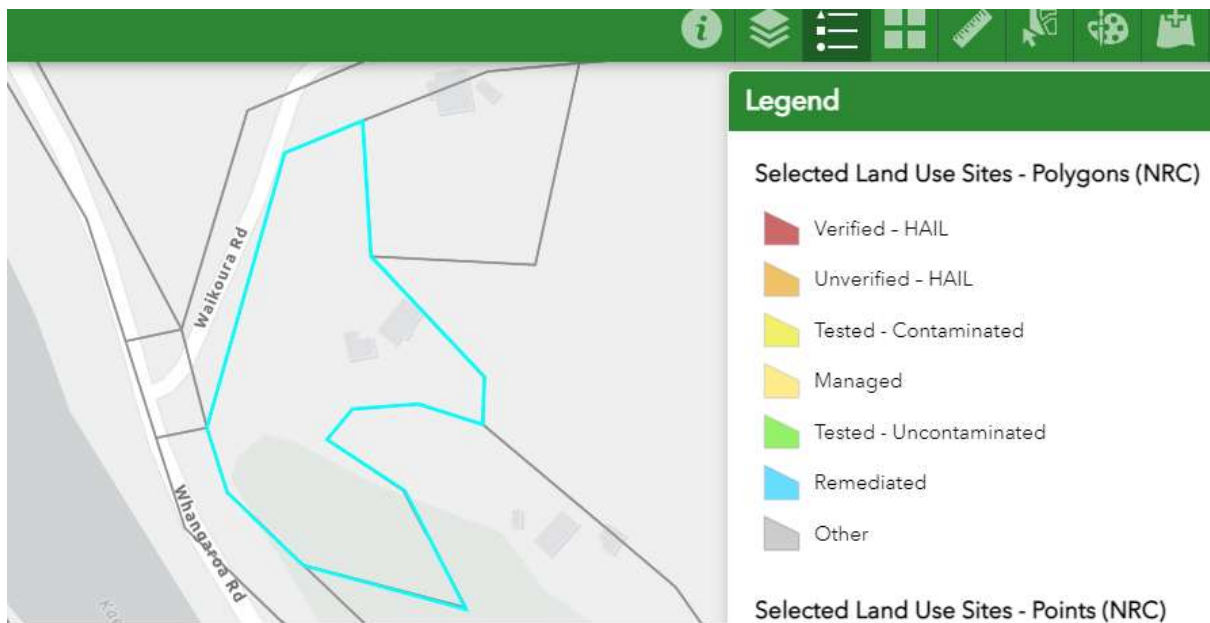 Legend
Selected Land Use Sites - Polygons (NRC)
Verified - HAIL
Unverified - HAIL
Tested - Contaminated
Managed
Tested - Uncontaminated
Remediated
Other
Selected Land Use Sites - Points (NRC)
Waikoura Rd
Whangaroa Rd